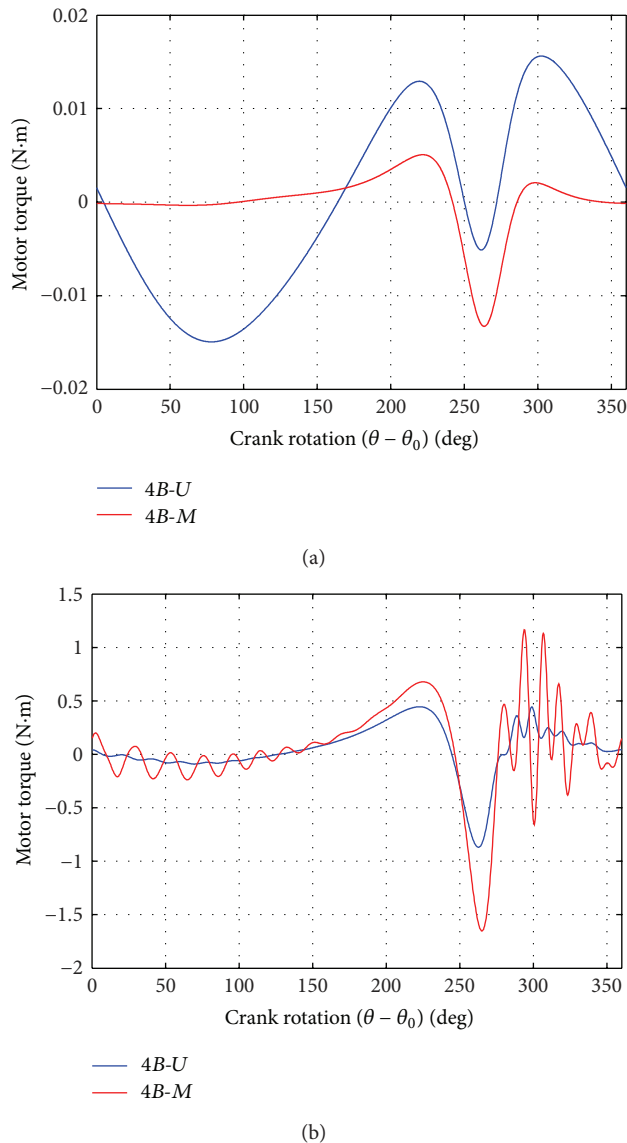 0.02
0.01
0
−0.01
−0.02
Motor torque (N·m)
0 50 100 150 200 250 300 350
Crank rotation (θ − θ0) (deg)
4B-U
4B-M
(a)
1.5
1
0.5
0
−0.5
−1
−1.5
−2
Motor torque (N·m)
0 50 100 150 200 250 300 350
Crank rotation (θ − θ0) (deg)
4B-U
4B-M
(b)